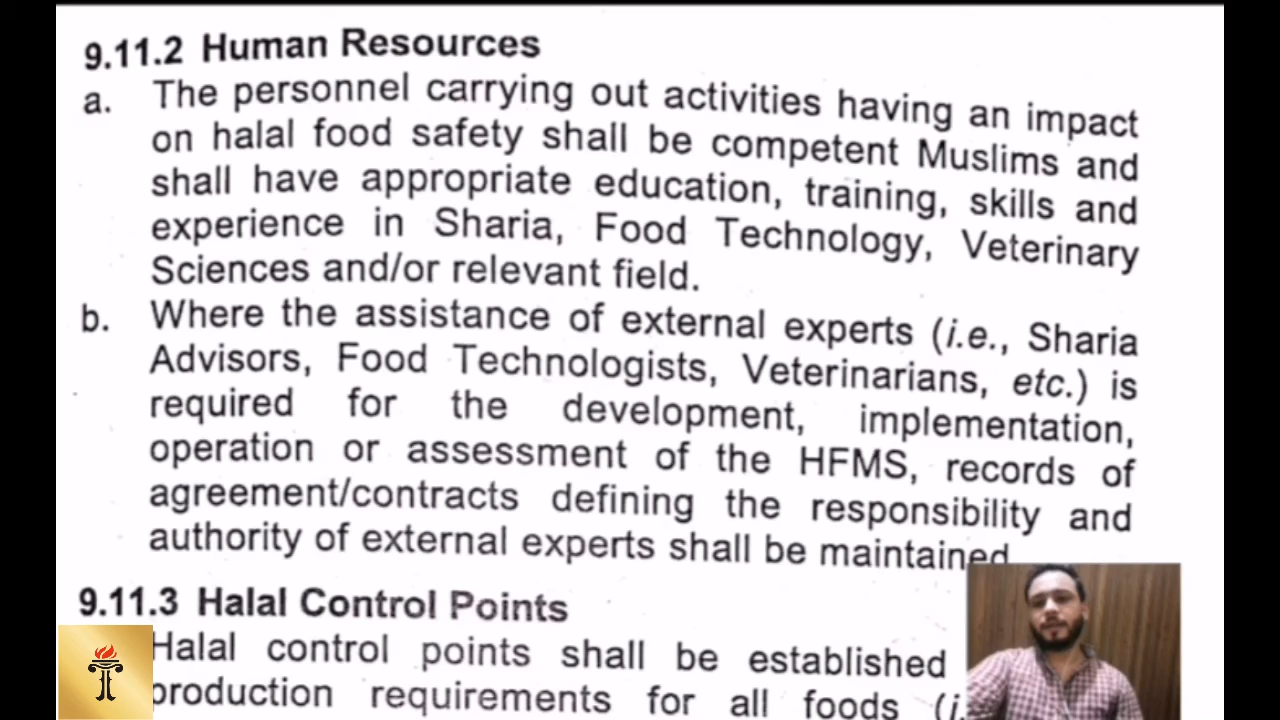 9.11.2 Human Resources
a. The personnel carrying out activities having an impact
on halal food safety shall be competent Muslims and
shall have appropriate education, training, skills and
experience in Sharia, Food Technology, Veterinary
Sciences and/or relevant field.
b. Where the assistance of external experts (i.e., Sharia
Advisors, Food Technologists, Veterinarians, etc.) is
required for the development, implementation,
operation or assessment of the HFMS, records of
agreement/contracts defining the responsibility and
authority of external experts shall be maintained
9.11.3 Halal Control Points
Halal control points shall be established
production requirements for all foods (i.